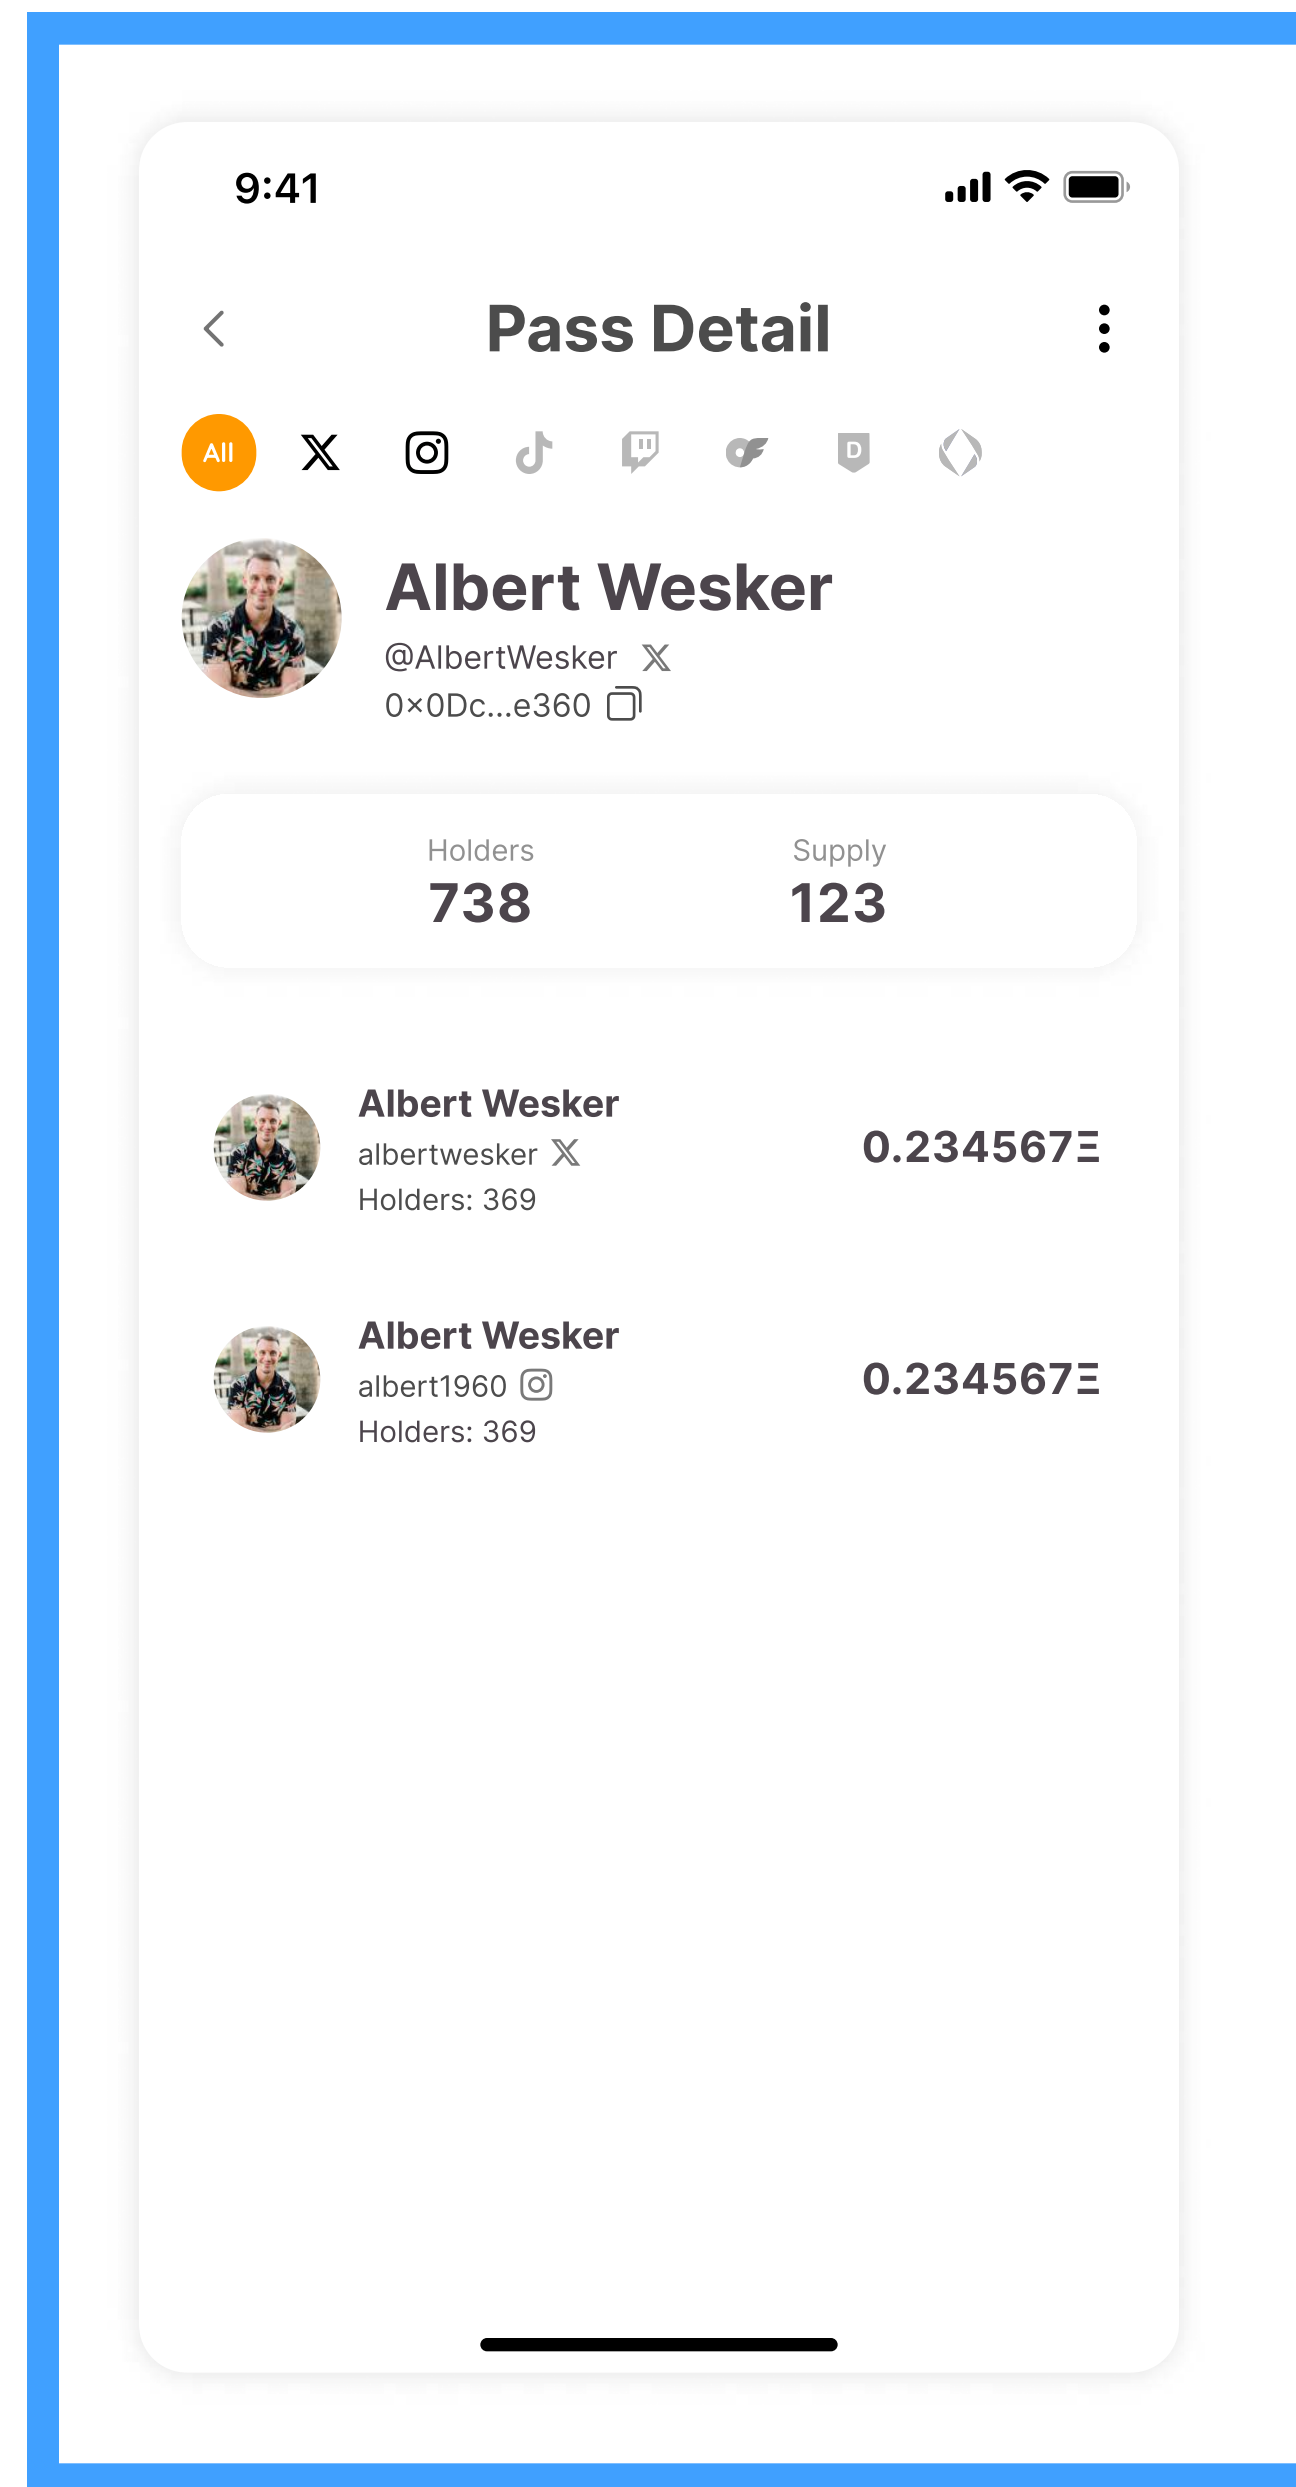 9:41
Pass Detail
All
D
Albert Wesker
@AlbertWesker
0×0Dc...e360
Holders Supply
738 123
Albert Wesker
albertwesker
Holders: 369
0.234567Ξ
Albert Wesker
albert1960
Holders: 369
0.234567Ξ